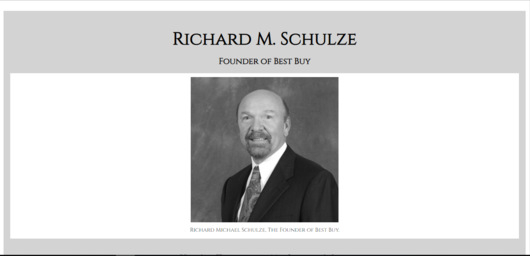 Richard M. Schulze
Founder of Best Buy
Richard Michael Schulze, The Founder of Best Buy.